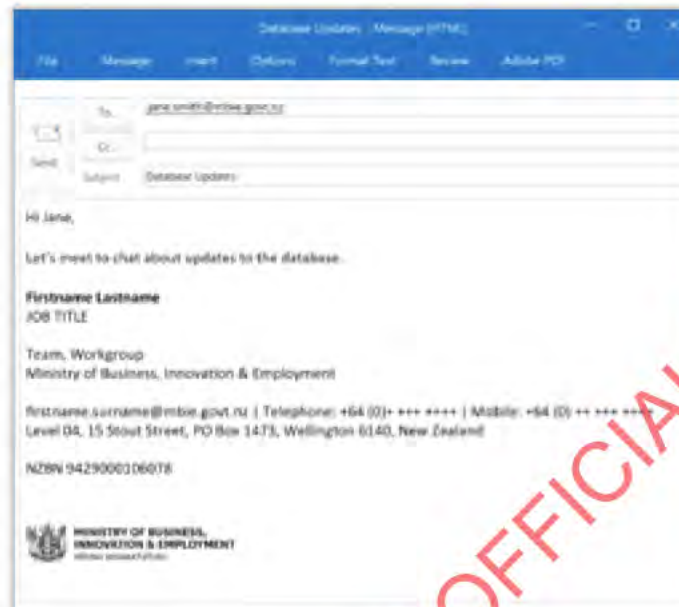 Database Updates - Message (HTML)
File Message Insert Options Format Text Review Adobe PDF
To... jane.smith@mbie.govt.nz
Cc...
Send
Subject Database Updates
Hi Jane,
Let's meet to chat about updates to the database.
Firstname Lastname
JOB TITLE
Team, Workgroup
Ministry of Business, Innovation & Employment
firstname.surname@mbie.govt.nz | Telephone: +64 (0)+ +++ ++++ | Mobile: +64 (0) ++ +++ ++++
Level 04, 15 Stout Street, PO Box 1473, Wellington 6140, New Zealand
NZBN 9429000106078
MINISTRY OF BUSINESS,
INNOVATION & EMPLOYMENT
HĪKINA WHAKATUTUKI
OFFICIAL